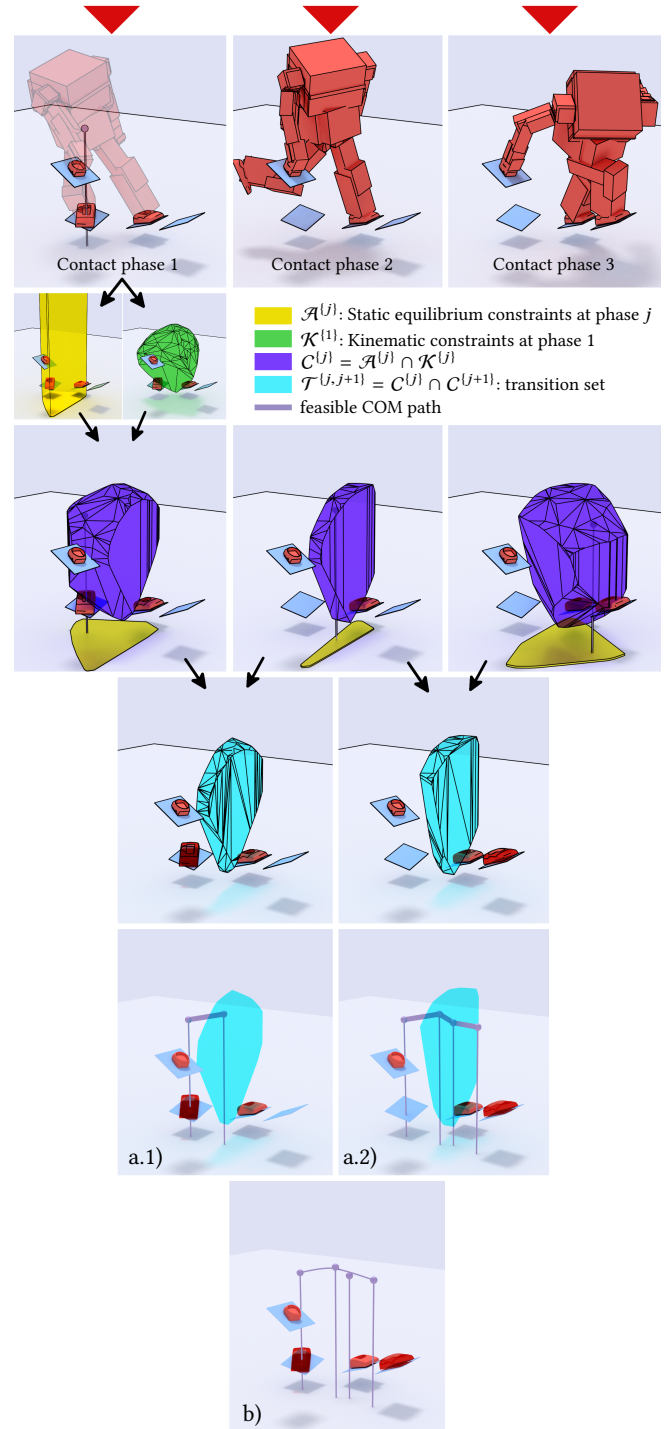 Contact phase 1
Contact phase 2
Contact phase 3
𝒜^{j}: Static equilibrium constraints at phase j
𝒦^{1}: Kinematic constraints at phase 1
C^{j} = 𝒜^{j} ∩ 𝒦^{j}
𝒯^{j,j+1} = C^{j} ∩ C^{j+1}: transition set
feasible COM path
a.1)
a.2)
b)